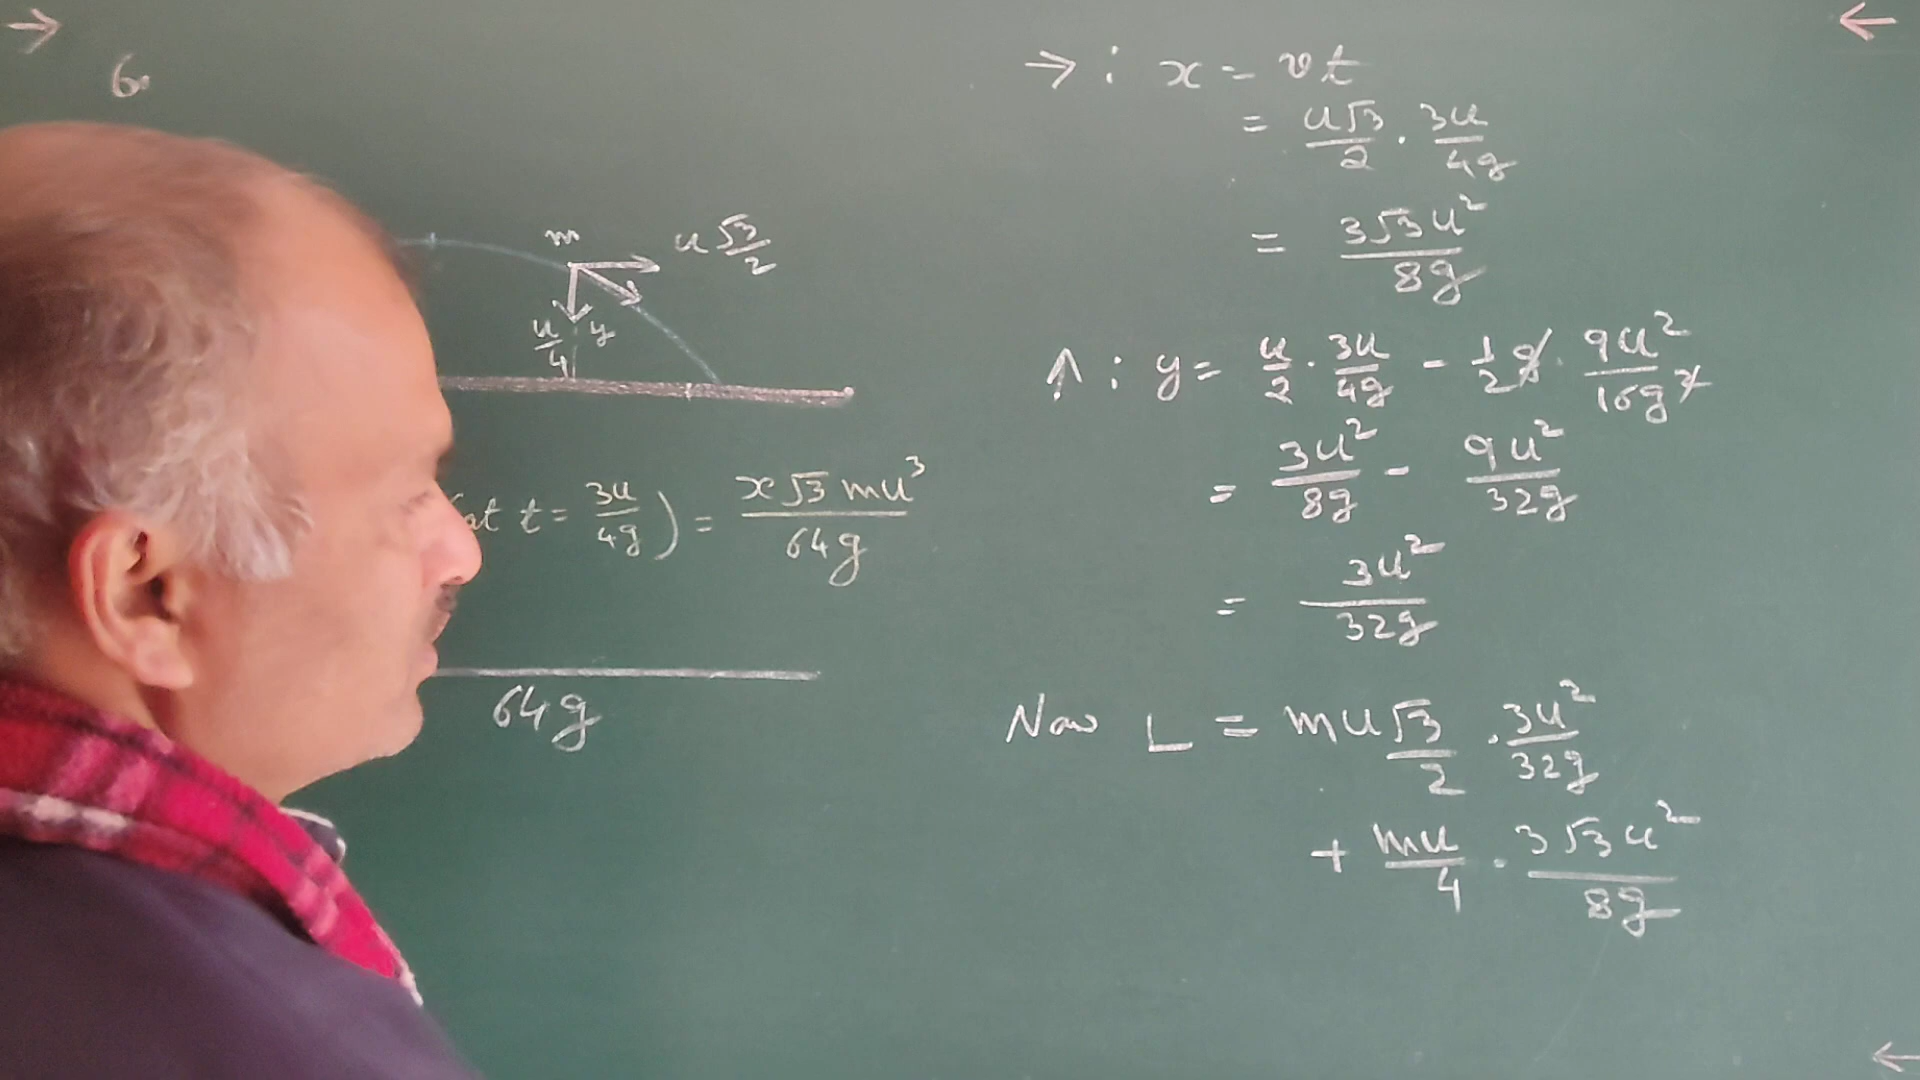 6.
m
u √3/2
u/4 y
at t = 3u/4g) = x√3 mu³/64g
64g
→ : x = vt
= u√3/2 . 3u/4g
= 3√3u²/8g
↑ : y = u/2 . 3u/4g - 1/2 g . 9u²/16g²
= 3u²/8g - 9u²/32g
= 3u²/32g
Now L = mu√3/2 . 3u²/32g
+ mu/4 . 3√3u²/8g